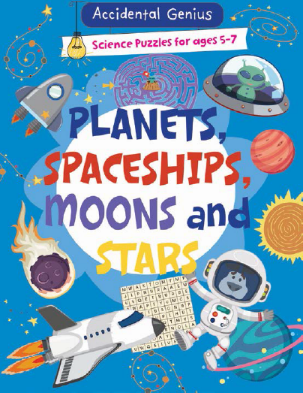 Accidental Genius
Science Puzzles for ages 5-7
PLANETS,
SPACESHIPS,
MOONS and
STARS